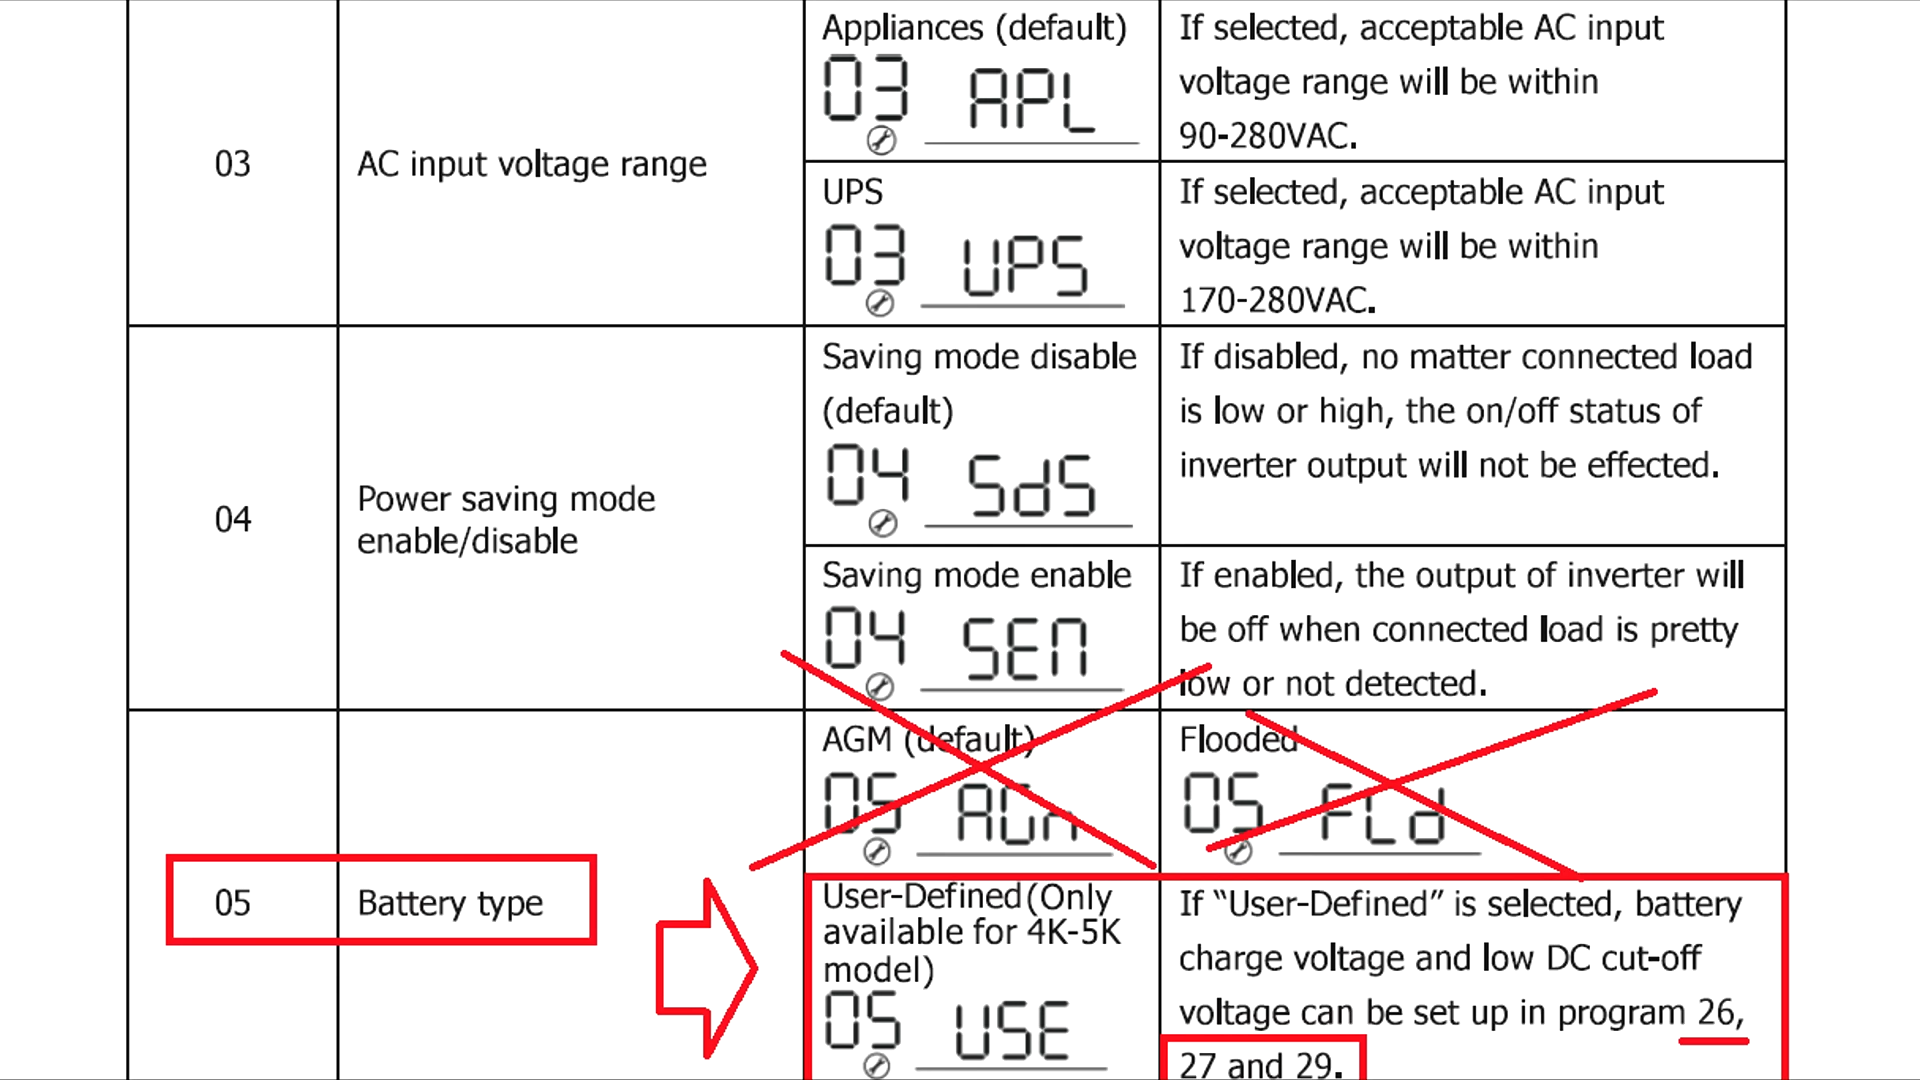 03
AC input voltage range
Appliances (default)
03 APL
If selected, acceptable AC input
voltage range will be within
90-280VAC.
UPS
03 UPS
If selected, acceptable AC input
voltage range will be within
170-280VAC.
04
Power saving mode
enable/disable
Saving mode disable
(default)
04 SdS
If disabled, no matter connected load
is low or high, the on/off status of
inverter output will not be effected.
Saving mode enable
04 SEN
If enabled, the output of inverter will
be off when connected load is pretty
low or not detected.
05
Battery type
AGM (default)
05 AGn
Flooded
05 FLd
User-Defined (Only
available for 4K-5K
model)
05 USE
If “User-Defined” is selected, battery
charge voltage and low DC cut-off
voltage can be set up in program 26,
27 and 29.